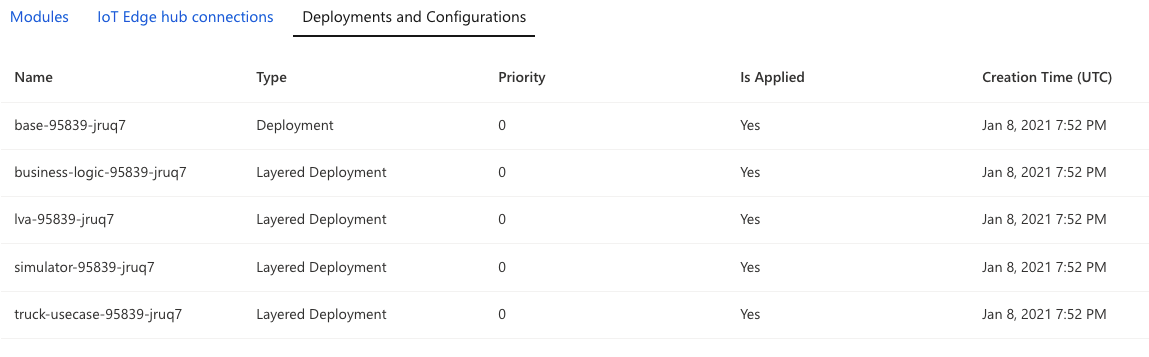 Modules IoT Edge hub connections Deployments and Configurations
Name Type Priority Is Applied Creation Time (UTC)
base-95839-jruq7 Deployment 0 Yes Jan 8, 2021 7:52 PM
business-logic-95839-jruq7 Layered Deployment 0 Yes Jan 8, 2021 7:52 PM
lva-95839-jruq7 Layered Deployment 0 Yes Jan 8, 2021 7:52 PM
simulator-95839-jruq7 Layered Deployment 0 Yes Jan 8, 2021 7:52 PM
truck-usecase-95839-jruq7 Layered Deployment 0 Yes Jan 8, 2021 7:52 PM